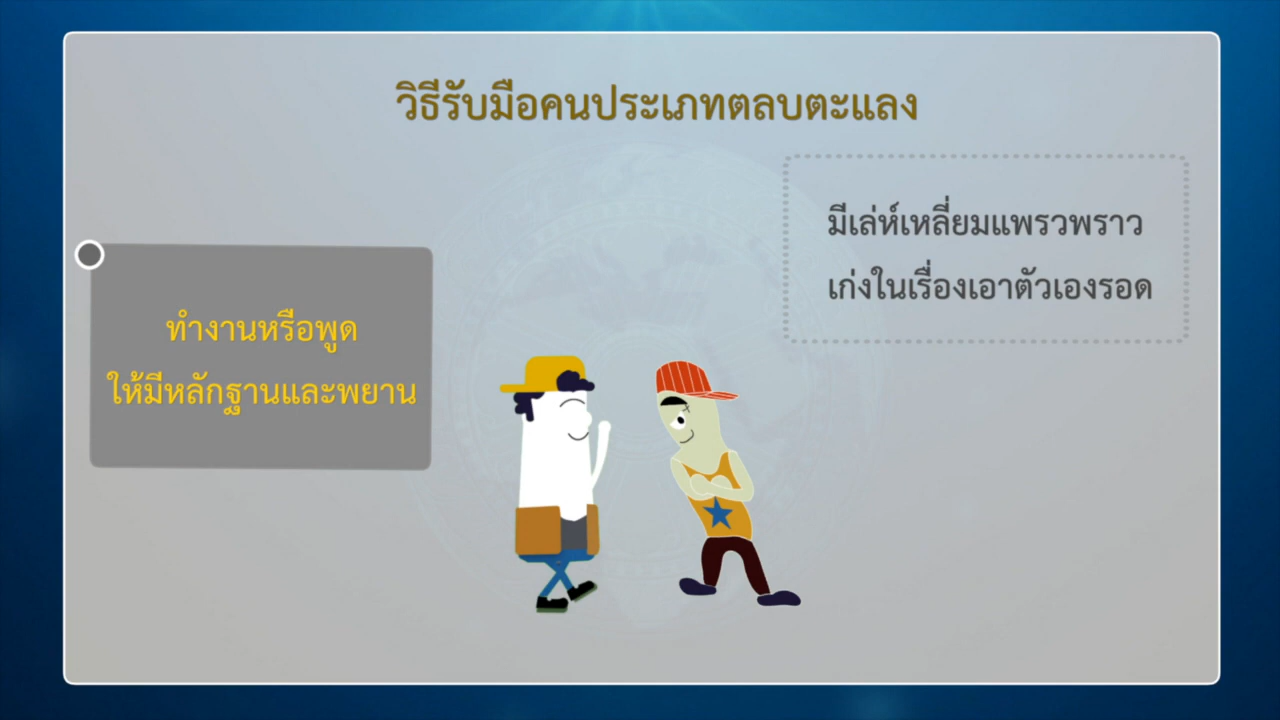 วิธีรับมือคนประเภทตลบตะแลง
มีเล่ห์เหลี่ยมแพรวพราว
เก่งในเรื่องเอาตัวเองรอด
ทำงานหรือพูด
ให้มีหลักฐานและพยาน